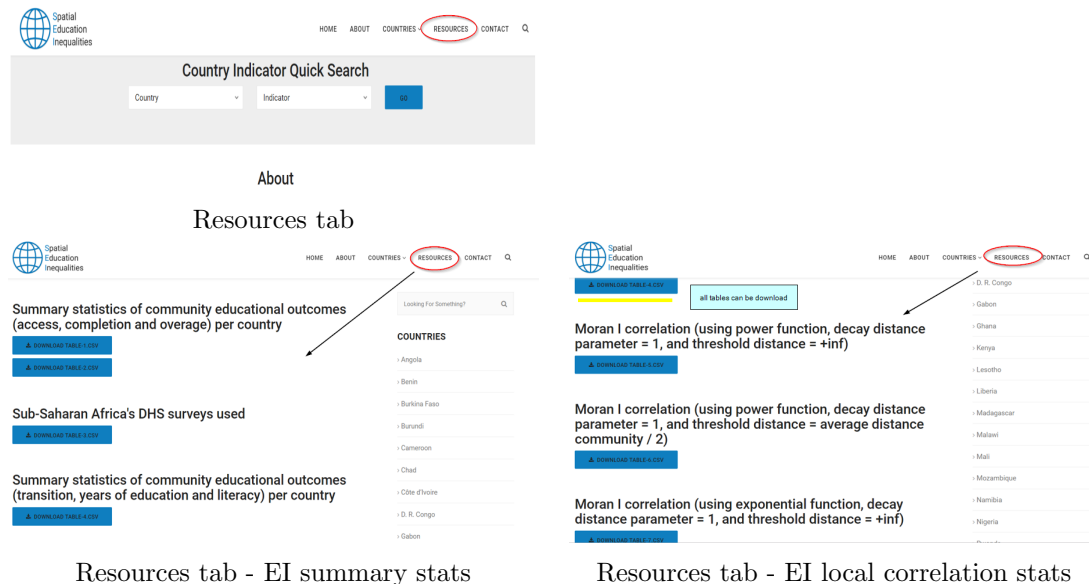 Spatial
Education
Inequalities
HOME ABOUT COUNTRIES RESOURCES CONTACT
Country Indicator Quick Search
Country Indicator GO
About
Resources tab
Spatial
Education
Inequalities
HOME ABOUT COUNTRIES RESOURCES CONTACT
Summary statistics of community educational outcomes
(access, completion and overage) per country
DOWNLOAD TABLE-1.CSV
DOWNLOAD TABLE-2.CSV
Sub-Saharan Africa's DHS surveys used
DOWNLOAD TABLE-3.CSV
Summary statistics of community educational outcomes
(transition, years of education and literacy) per country
DOWNLOAD TABLE-4.CSV
Looking For Something?
COUNTRIES
› Angola
› Benin
› Burkina Faso
› Burundi
› Cameroon
› Chad
› Côte d'Ivoire
› D. R. Congo
› Gabon
Resources tab - EI summary stats
Spatial
Education
Inequalities
HOME ABOUT COUNTRIES RESOURCES CONTACT
DOWNLOAD TABLE-4.CSV
all tables can be download
Moran I correlation (using power function, decay distance
parameter = 1, and threshold distance = +inf)
DOWNLOAD TABLE-5.CSV
Moran I correlation (using power function, decay distance
parameter = 1, and threshold distance = average distance
community / 2)
DOWNLOAD TABLE-6.CSV
Moran I correlation (using exponential function, decay
distance parameter = 1, and threshold distance = +inf)
DOWNLOAD TABLE-7.CSV
› D. R. Congo
› Gabon
› Ghana
› Kenya
› Lesotho
› Liberia
› Madagascar
› Malawi
› Mali
› Mozambique
› Namibia
› Nigeria
Resources tab - EI local correlation stats